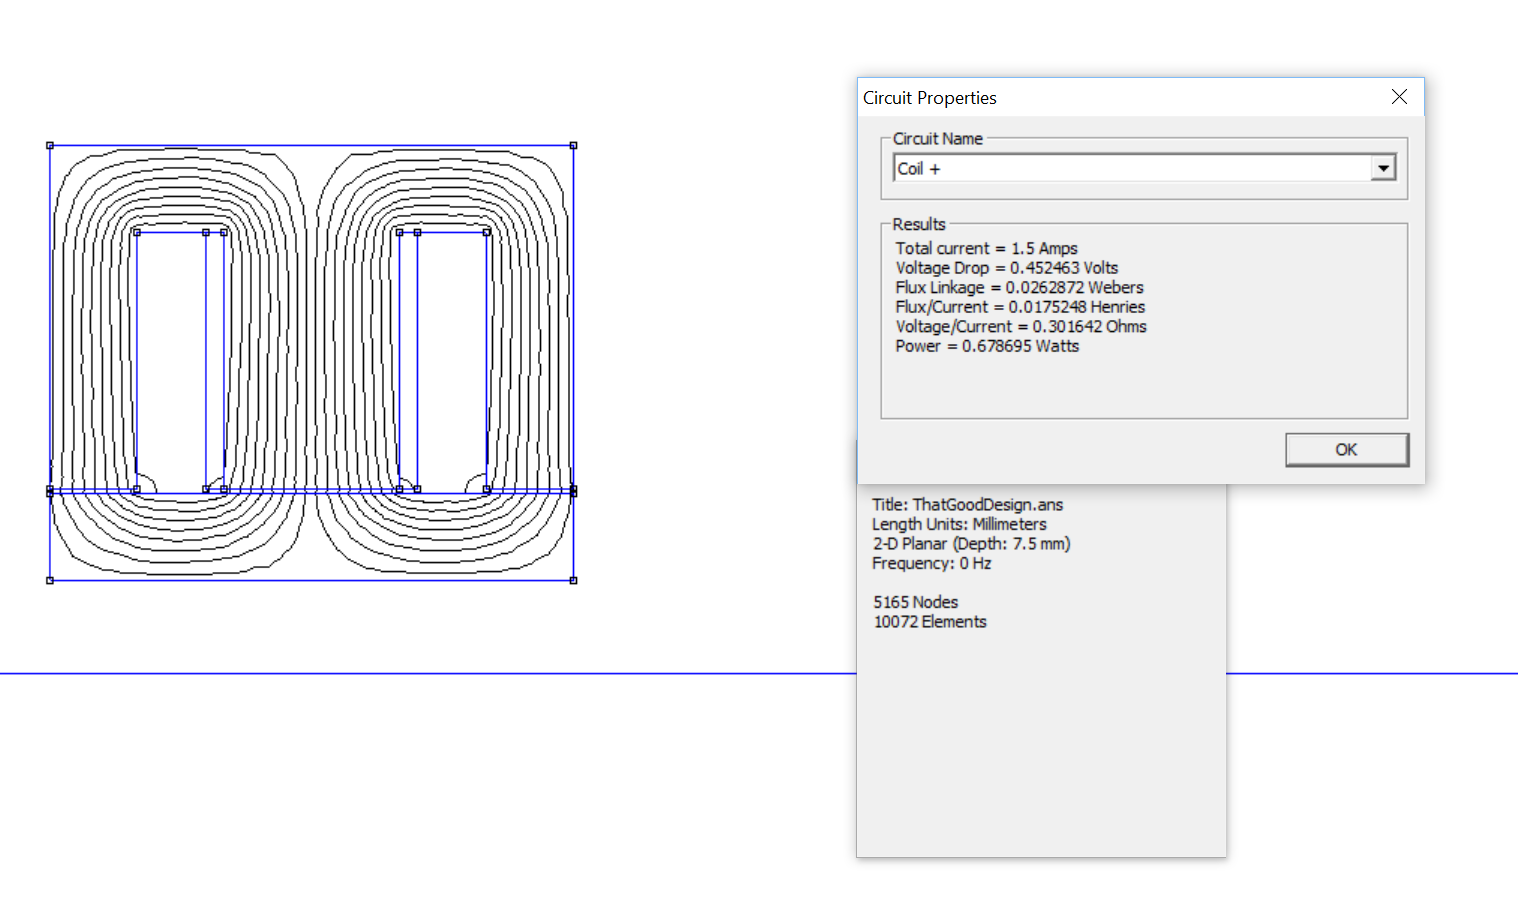 Circuit Properties
Circuit Name
Coil +
Results
Total current = 1.5 Amps
Voltage Drop = 0.452463 Volts
Flux Linkage = 0.0262872 Webers
Flux/Current = 0.0175248 Henries
Voltage/Current = 0.301642 Ohms
Power = 0.678695 Watts
OK
Title: ThatGoodDesign.ans
Length Units: Millimeters
2-D Planar (Depth: 7.5 mm)
Frequency: 0 Hz
5165 Nodes
10072 Elements